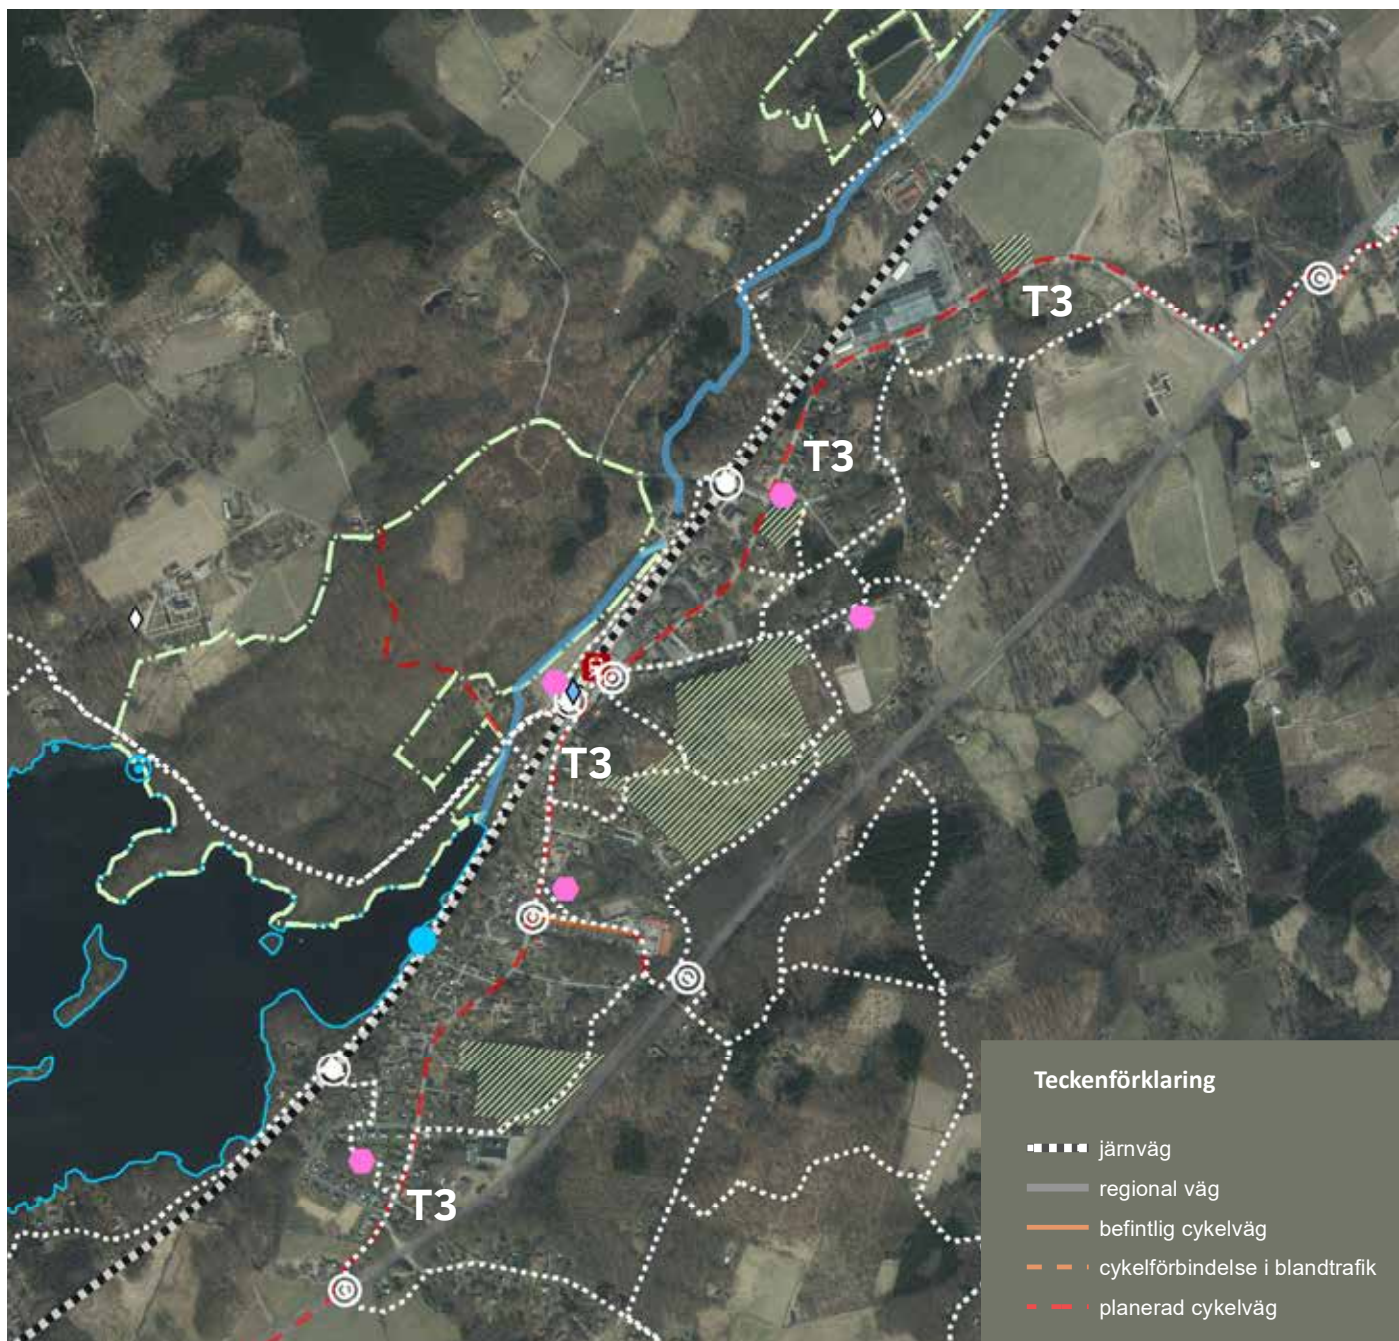 T3
T3
T3
T3
Teckenförklaring
järnväg
regional väg
befintlig cykelväg
cykelförbindelse i blandtrafik
planerad cykelväg